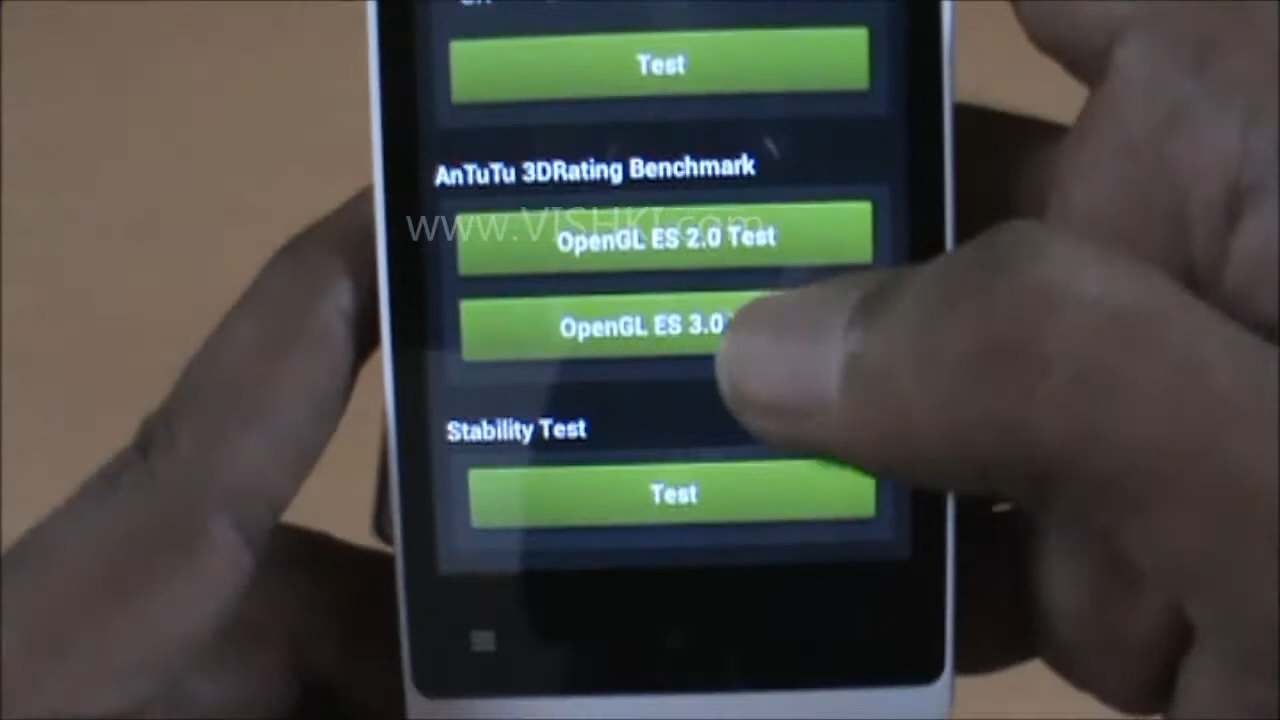 Test
AnTuTu 3DRating Benchmark
www.VISHKI.com
OpenGL ES 2.0 Test
OpenGL ES 3.0
Stability Test
Test